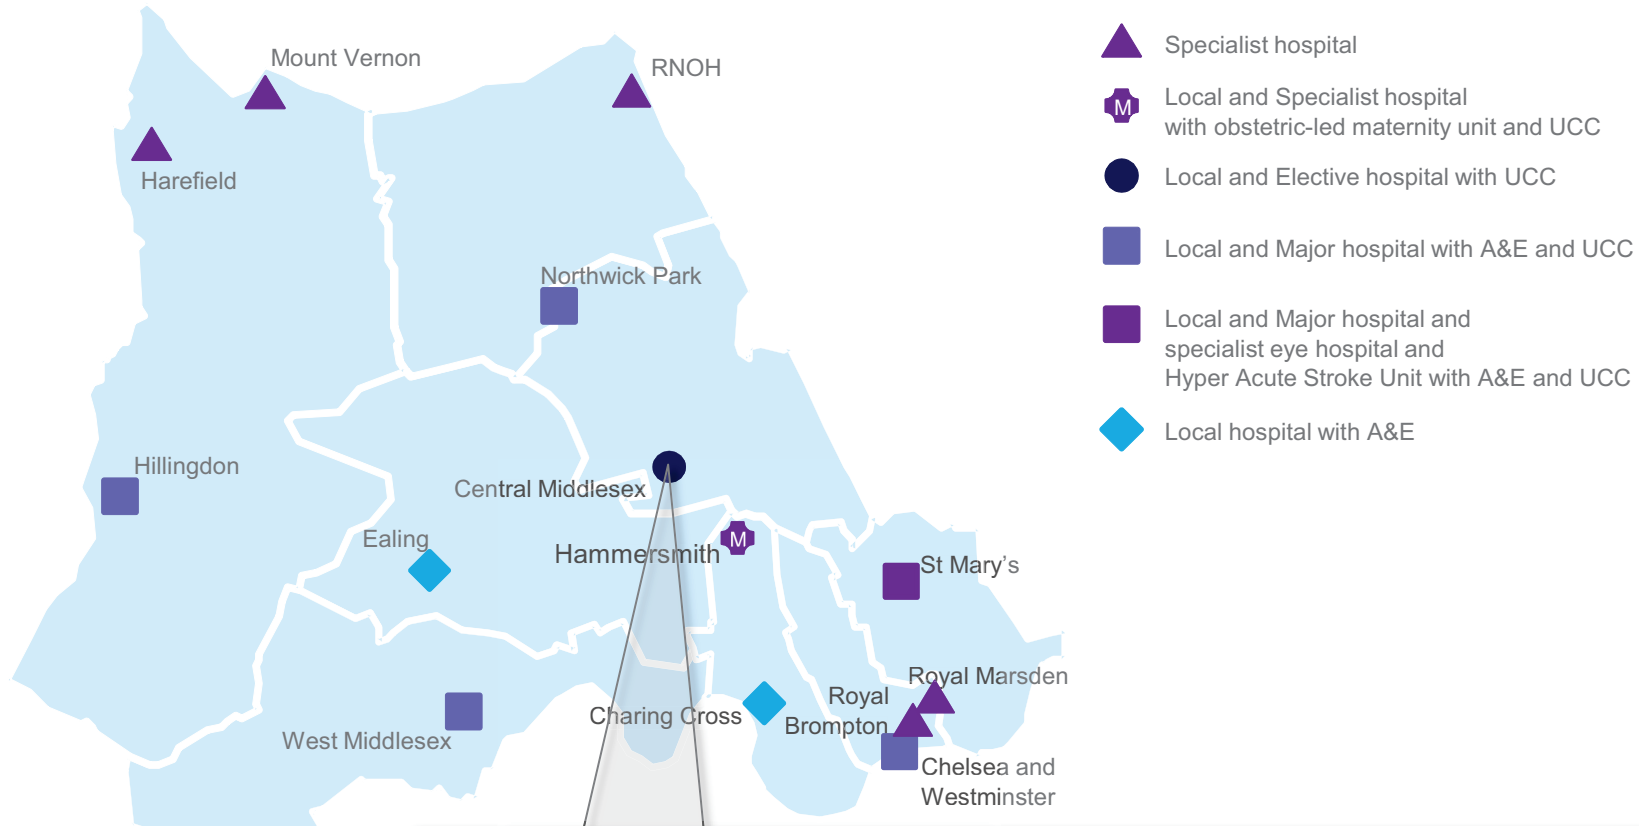 Mount Vernon
RNOH
Harefield
Northwick Park
Hillingdon
Central Middlesex
Ealing
Hammersmith
M
St Mary's
Royal Marsden
Royal
Brompton
Charing Cross
West Middlesex
Chelsea and
Westminster
Specialist hospital
M
Local and Specialist hospital
with obstetric-led maternity unit and UCC
Local and Elective hospital with UCC
Local and Major hospital with A&E and UCC
Local and Major hospital and
specialist eye hospital and
Hyper Acute Stroke Unit with A&E and UCC
Local hospital with A&E